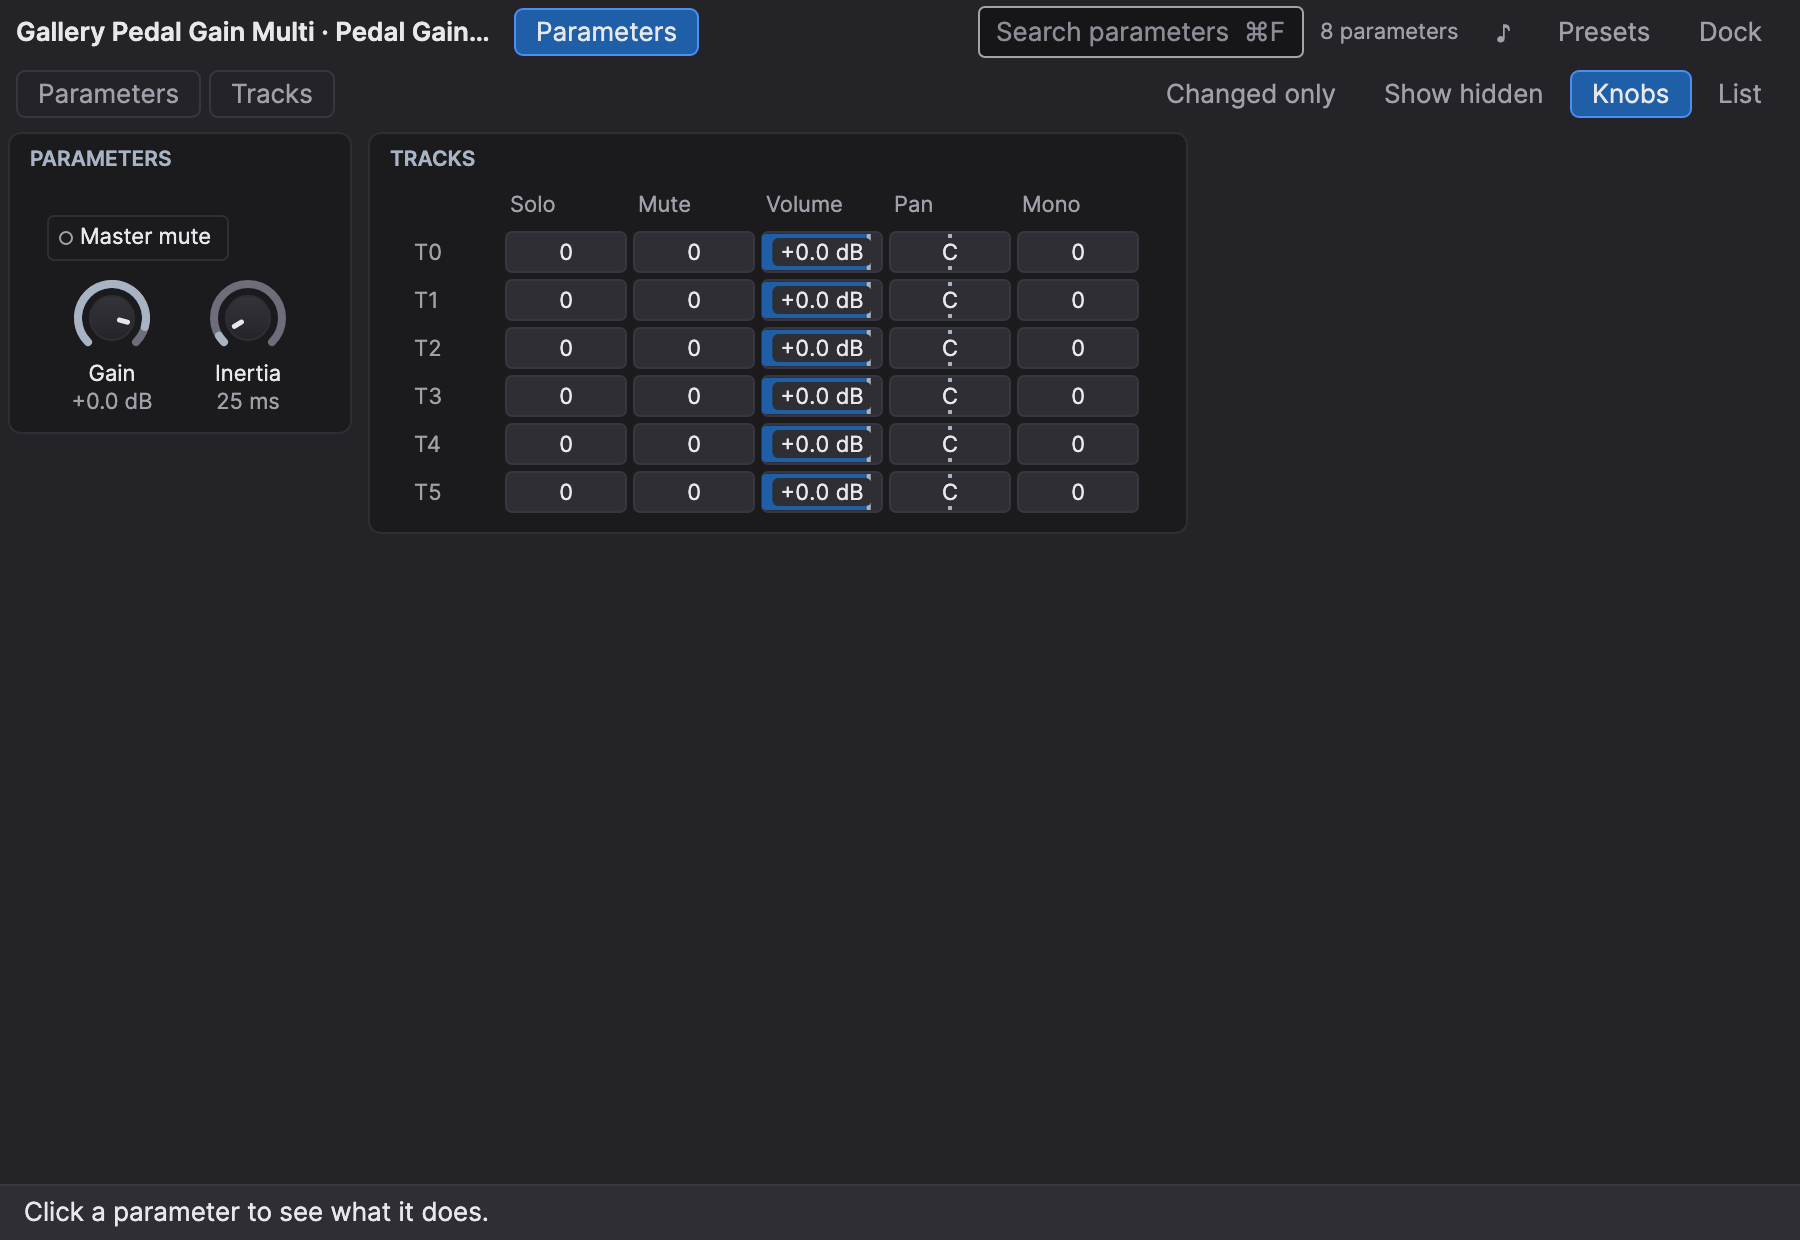 Gallery Pedal Gain Multi · Pedal Gain... Parameters Search parameters ⌘F 8 parameters ♪ Presets Dock
Parameters Tracks Changed only Show hidden Knobs List
PARAMETERS
Master mute
Gain Inertia
+0.0 dB 25 ms
TRACKS
Solo Mute Volume Pan Mono
T0 0 0 +0.0 dB C 0
T1 0 0 +0.0 dB C 0
T2 0 0 +0.0 dB C 0
T3 0 0 +0.0 dB C 0
T4 0 0 +0.0 dB C 0
T5 0 0 +0.0 dB C 0
Click a parameter to see what it does.